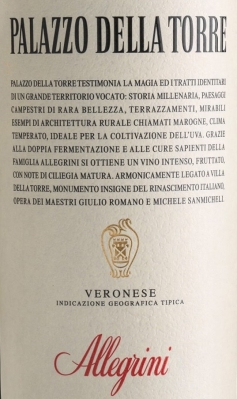 PALAZZO DELLA TORRE
PALAZZO DELLA TORRE TESTIMONIA LA MAGIA ED I TRATTI IDENTITARI
DI UN GRANDE TERRITORIO VOCATO: STORIA MILLENARIA, PAESAGGI
CAMPESTRI DI RARA BELLEZZA, TERRAZZAMENTI, MIRABILI
ESEMPI DI ARCHITETTURA RURALE CHIAMATI MAROGNE, CLIMA
TEMPERATO, IDEALE PER LA COLTIVAZIONE DELL'UVA. GRAZIE
ALLA DOPPIA FERMENTAZIONE E ALLE CURE SAPIENTI DELLA
FAMIGLIA ALLEGRINI SI OTTIENE UN VINO INTENSO, FRUTTATO,
CON NOTE DI CILIEGIA MATURA. ARMONICAMENTE LEGATO A VILLA
DELLA TORRE, MONUMENTO INSIGNE DEL RINASCIMENTO ITALIANO,
OPERA DEI MAESTRI GIULIO ROMANO E MICHELE SANMICHELI
VERONESE
INDICAZIONE GEOGRAFICA TIPICA
Allegrini